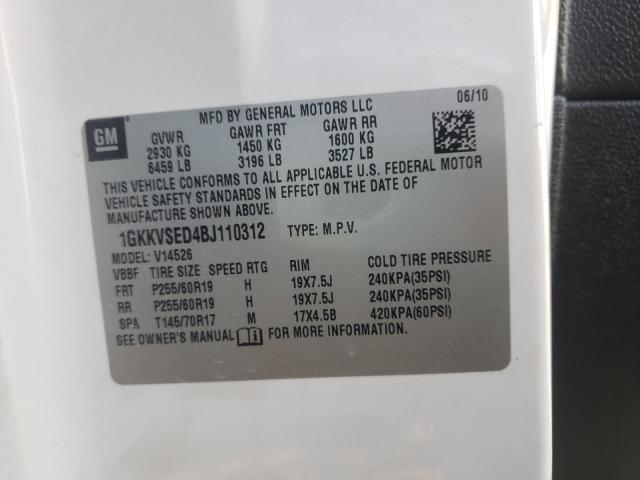 MFD BY GENERAL MOTORS LLC 06/10
GM
GVWR GAWR FRT GAWR RR
2930 KG 1450 KG 1600 KG
6459 LB 3196 LB 3527 LB
THIS VEHICLE CONFORMS TO ALL APPLICABLE U.S. FEDERAL MOTOR
VEHICLE SAFETY STANDARDS IN EFFECT ON THE DATE OF
MANUFACTURE SHOWN ABOVE.
1GKKVSED4BJ110312 TYPE: M.P.V.
MODEL: V14526
VBBF TIRE SIZE SPEED RTG RIM COLD TIRE PRESSURE
FRT P255/60R19 H 19X7.5J 240KPA(35PSI)
RR P255/60R19 H 19X7.5J 240KPA(35PSI)
SPA T145/70R17 M 17X4.5B 420KPA(60PSI)
SEE OWNER'S MANUAL FOR MORE INFORMATION.